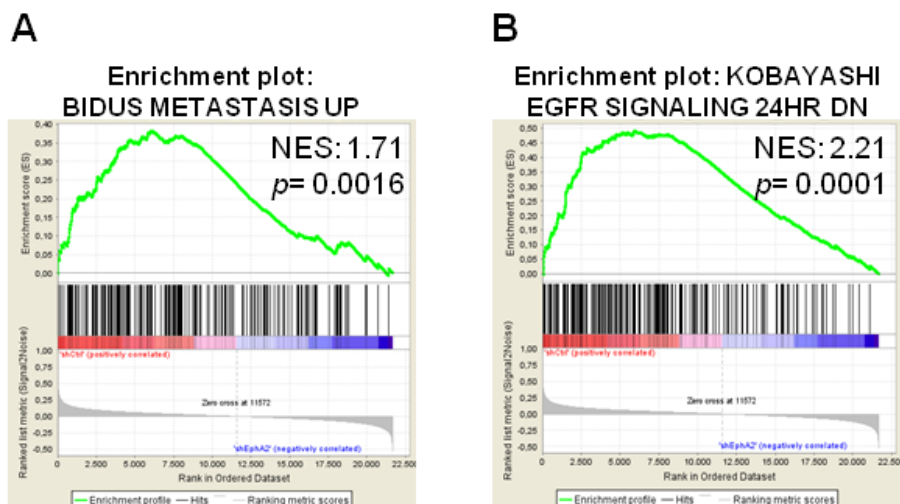 A
Enrichment plot:
BIDUS METASTASIS UP
NES: 1.71
p= 0.0016
Enrichment score (ES)
0,40
0,35
0,30
0,25
0,20
0,15
0,10
0,05
0,00
Ranked list metric (Signal2Noise)
1,00
0,75
0,50
0,25
0,00
-0,25
-0,50
'shCtrl' (positively correlated)
Zero cross at 11572
'shEphA2' (negatively correlated)
0 2.500 5.000 7.500 10.000 12.500 15.000 17.500 20.000 22.500
Rank in Ordered Dataset
Enrichment profile Hits Ranking metric scores
B
Enrichment plot: KOBAYASHI
EGFR SIGNALING 24HR DN
NES: 2.21
p= 0.0001
Enrichment score (ES)
0,50
0,45
0,40
0,35
0,30
0,25
0,20
0,15
0,10
0,05
0,00
Ranked list metric (Signal2Noise)
1,00
0,75
0,50
0,25
0,00
-0,25
-0,50
'shCtrl' (positively correlated)
Zero cross at 11572
'shEphA2' (negatively correlated)
0 2.500 5.000 7.500 10.000 12.500 15.000 17.500 20.000 22.500
Rank in Ordered Dataset
Enrichment profile Hits Ranking metric scores